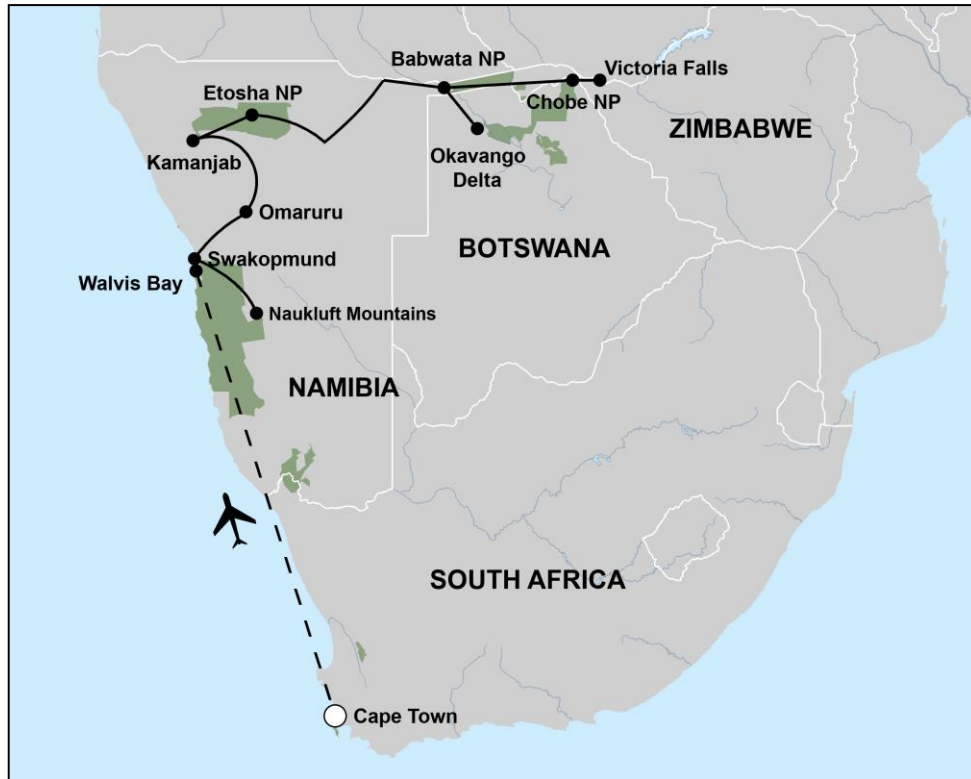 Babwata NP
Victoria Falls
Etosha NP
Chobe NP
ZIMBABWE
Kamanjab
Okavango
Delta
Omaruru
BOTSWANA
Swakopmund
Walvis Bay
Naukluft Mountains
NAMIBIA
SOUTH AFRICA
Cape Town